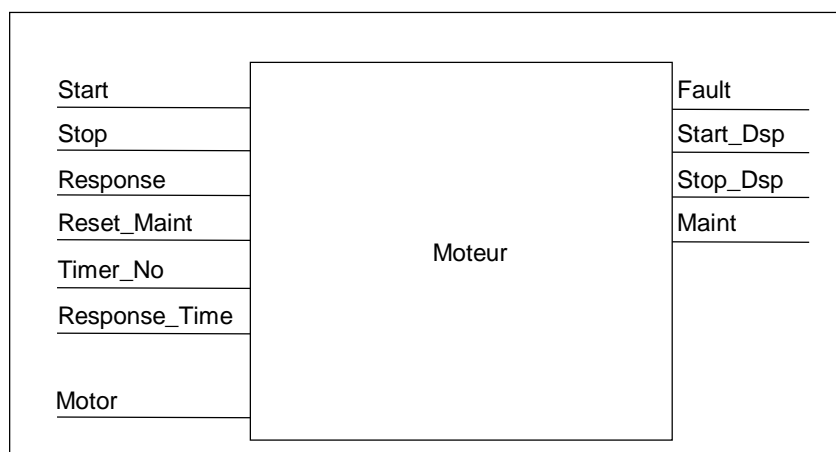 Start
Stop
Response
Reset_Maint
Timer_No
Response_Time
Motor
Moteur
Fault
Start_Dsp
Stop_Dsp
Maint